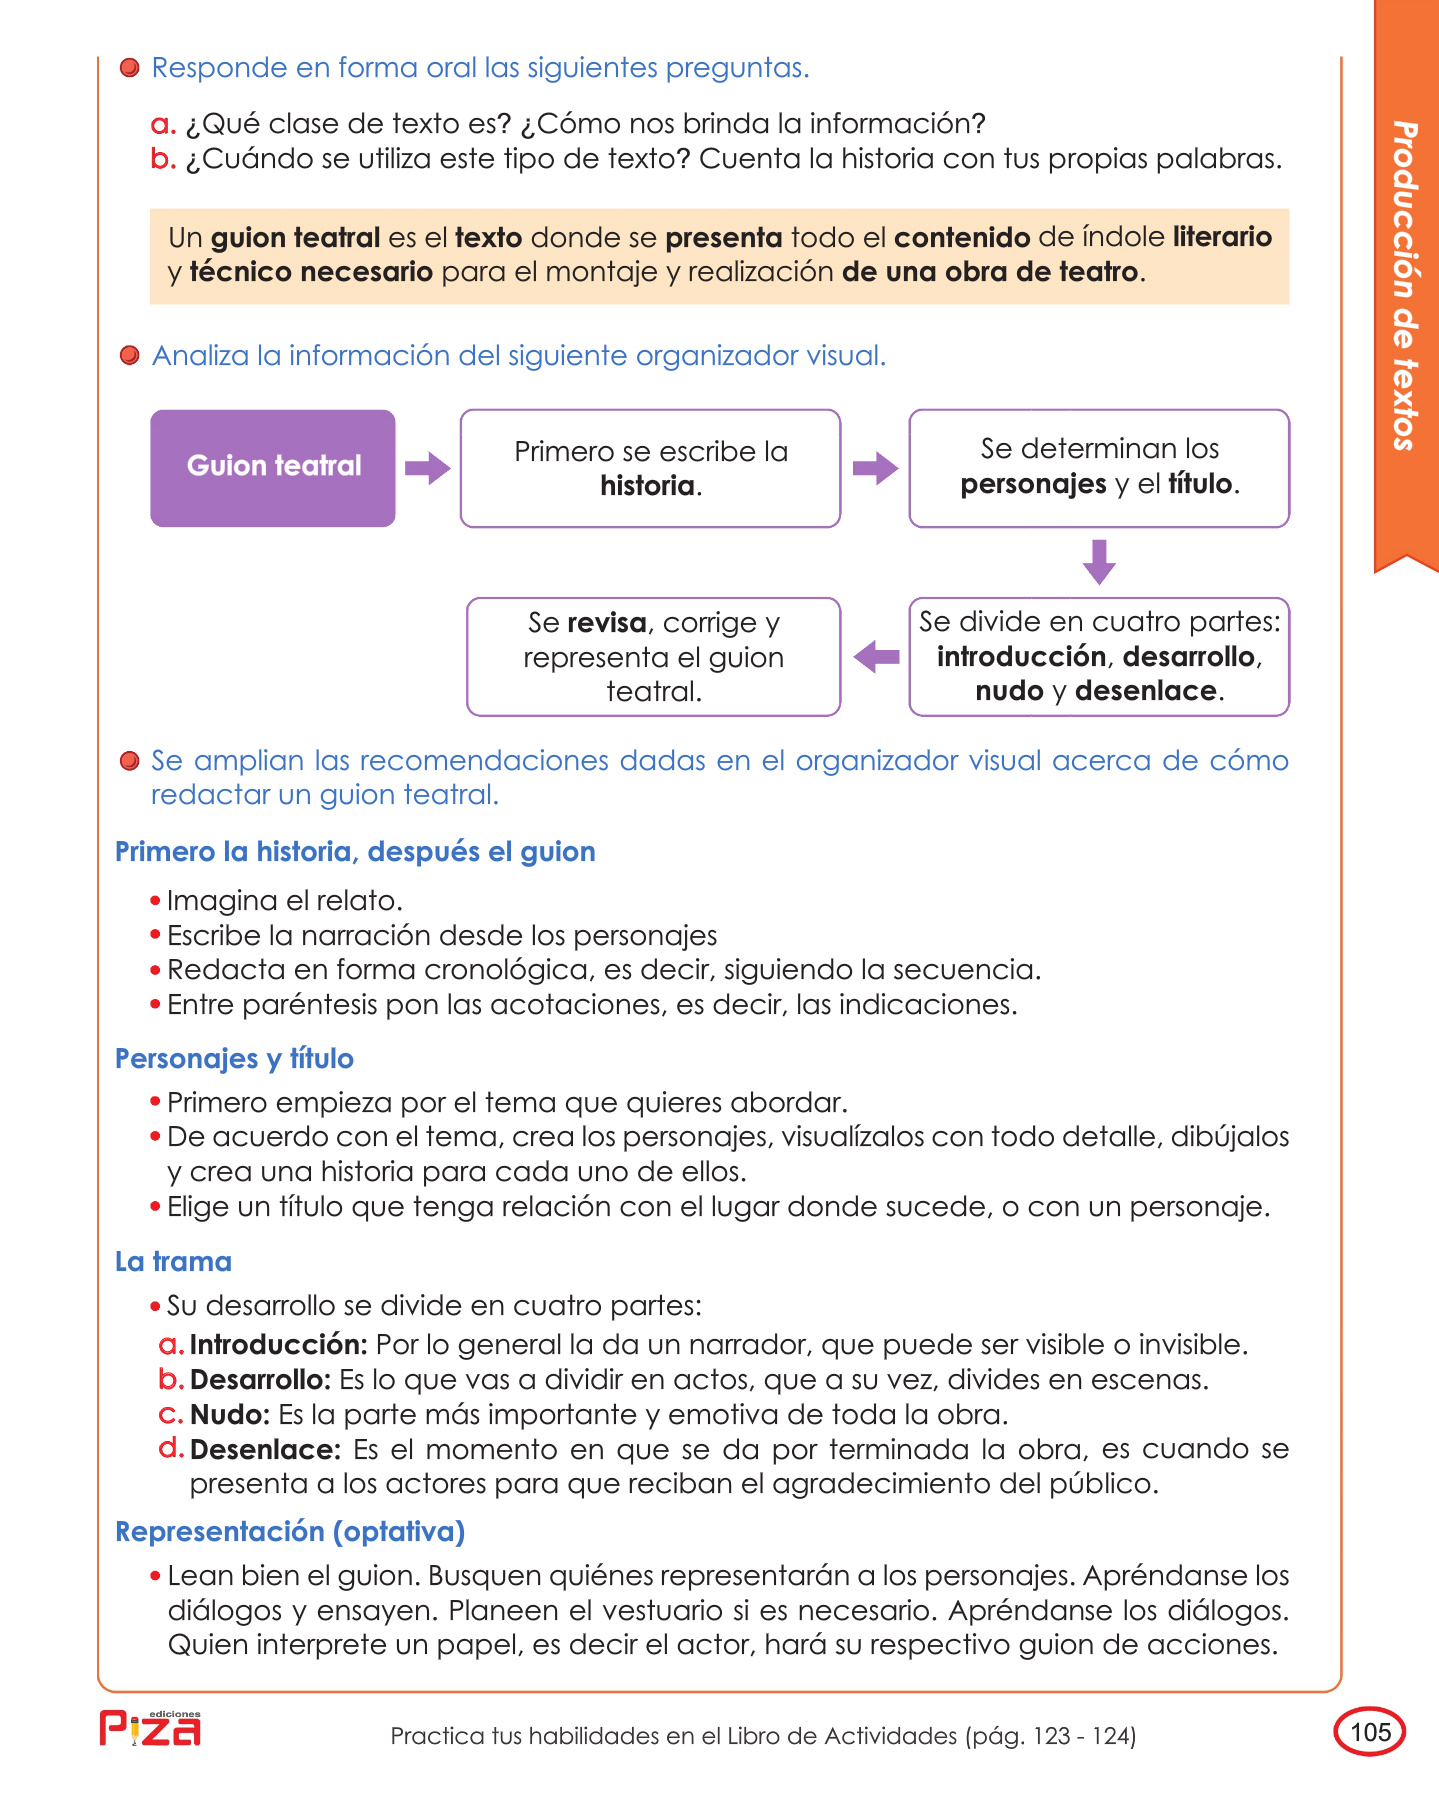 Responde en forma oral las siguientes preguntas.
a. ¿Qué clase de texto es? ¿Cómo nos brinda la información?
b. ¿Cuándo se utiliza este tipo de texto? Cuenta la historia con tus propias palabras.
Un guion teatral es el texto donde se presenta todo el contenido de índole literario
y técnico necesario para el montaje y realización de una obra de teatro.
Analiza la información del siguiente organizador visual.
Guion teatral
Primero se escribe la
historia.
Se determinan los
personajes y el título.
Se divide en cuatro partes:
introducción, desarrollo,
nudo y desenlace.
Se revisa, corrige y
representa el guion
teatral.
Se amplian las recomendaciones dadas en el organizador visual acerca de cómo
redactar un guion teatral.
Primero la historia, después el guion
• Imagina el relato.
• Escribe la narración desde los personajes
• Redacta en forma cronológica, es decir, siguiendo la secuencia.
• Entre paréntesis pon las acotaciones, es decir, las indicaciones.
Personajes y título
• Primero empieza por el tema que quieres abordar.
• De acuerdo con el tema, crea los personajes, visualízalos con todo detalle, dibújalos
y crea una historia para cada uno de ellos.
• Elige un título que tenga relación con el lugar donde sucede, o con un personaje.
La trama
• Su desarrollo se divide en cuatro partes:
a. Introducción: Por lo general la da un narrador, que puede ser visible o invisible.
b. Desarrollo: Es lo que vas a dividir en actos, que a su vez, divides en escenas.
c. Nudo: Es la parte más importante y emotiva de toda la obra.
d. Desenlace: Es el momento en que se da por terminada la obra, es cuando se
presenta a los actores para que reciban el agradecimiento del público.
Representación (optativa)
• Lean bien el guion. Busquen quiénes representarán a los personajes. Apréndanse los
diálogos y ensayen. Planeen el vestuario si es necesario. Apréndanse los diálogos.
Quien interprete un papel, es decir el actor, hará su respectivo guion de acciones.
Producción de textos
ediciones
Piza
Practica tus habilidades en el Libro de Actividades (pág. 123 - 124)
105